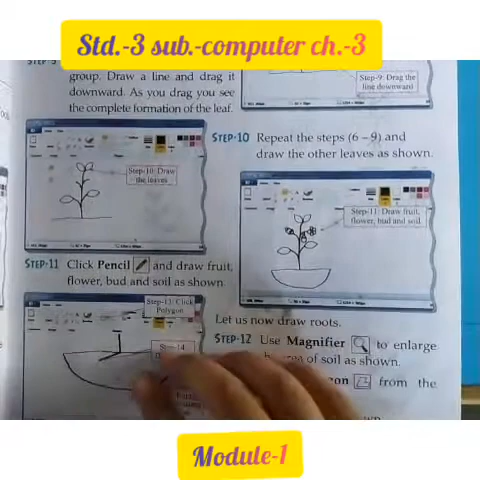 Std.-3 sub.-computer ch.-3
group. Draw a line and drag it
downward. As you drag you see
the complete formation of the leaf.
Step-10: Draw
the leaves
STEP-11 Click Pencil and draw fruit,
flower, bud and soil as shown.
Step-13: Click
Polygon
Step-14
Step-9: Drag the
line downward
STEP-10 Repeat the steps (6 – 9) and
draw the other leaves as shown.
Step-11: Draw fruit,
flower, bud and soil
Let us now draw roots.
STEP-12 Use Magnifier to enlarge
of soil as shown.
from the
Module-1